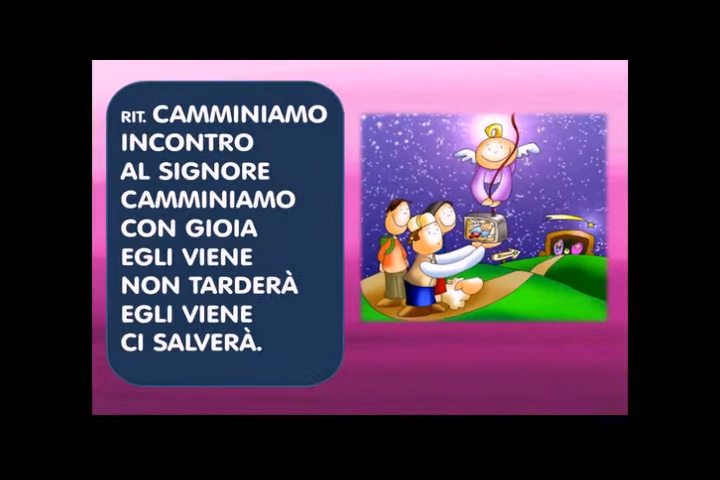 RIT. CAMMINIAMO
INCONTRO
AL SIGNORE
CAMMINIAMO
CON GIOIA
EGLI VIENE
NON TARDERÀ
EGLI VIENE
CI SALVERÀ.